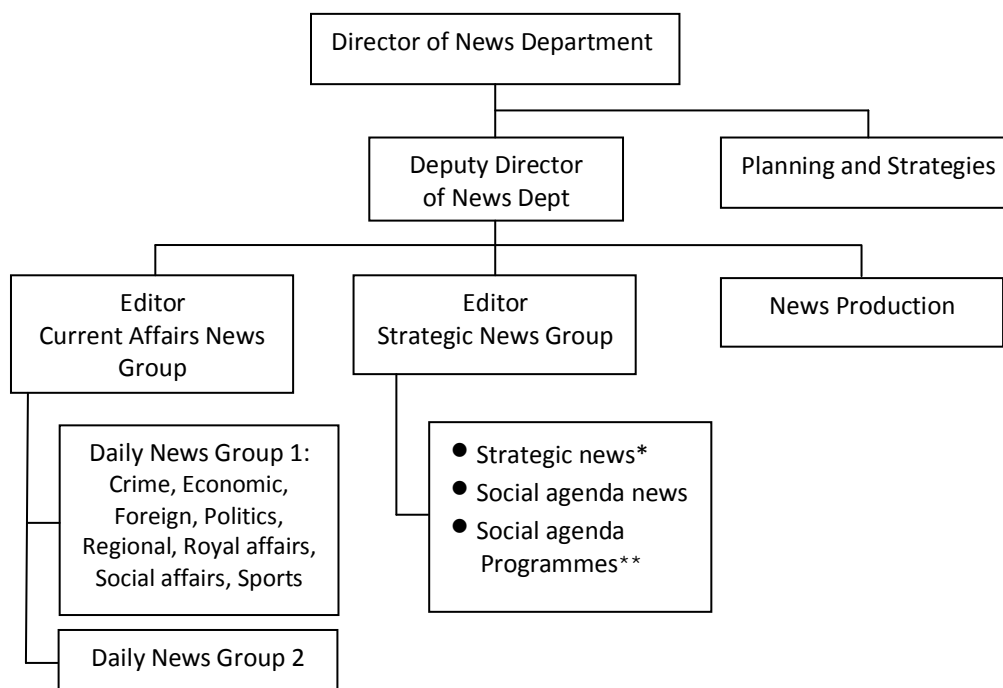 Director of News Department
Deputy Director
of News Dept
Planning and Strategies
Editor
Current Affairs News
Group
Editor
Strategic News Group
News Production
Daily News Group 1:
Crime, Economic,
Foreign, Politics,
Regional, Royal affairs,
Social affairs, Sports
● Strategic news*
● Social agenda news
● Social agenda
Programmes**
Daily News Group 2